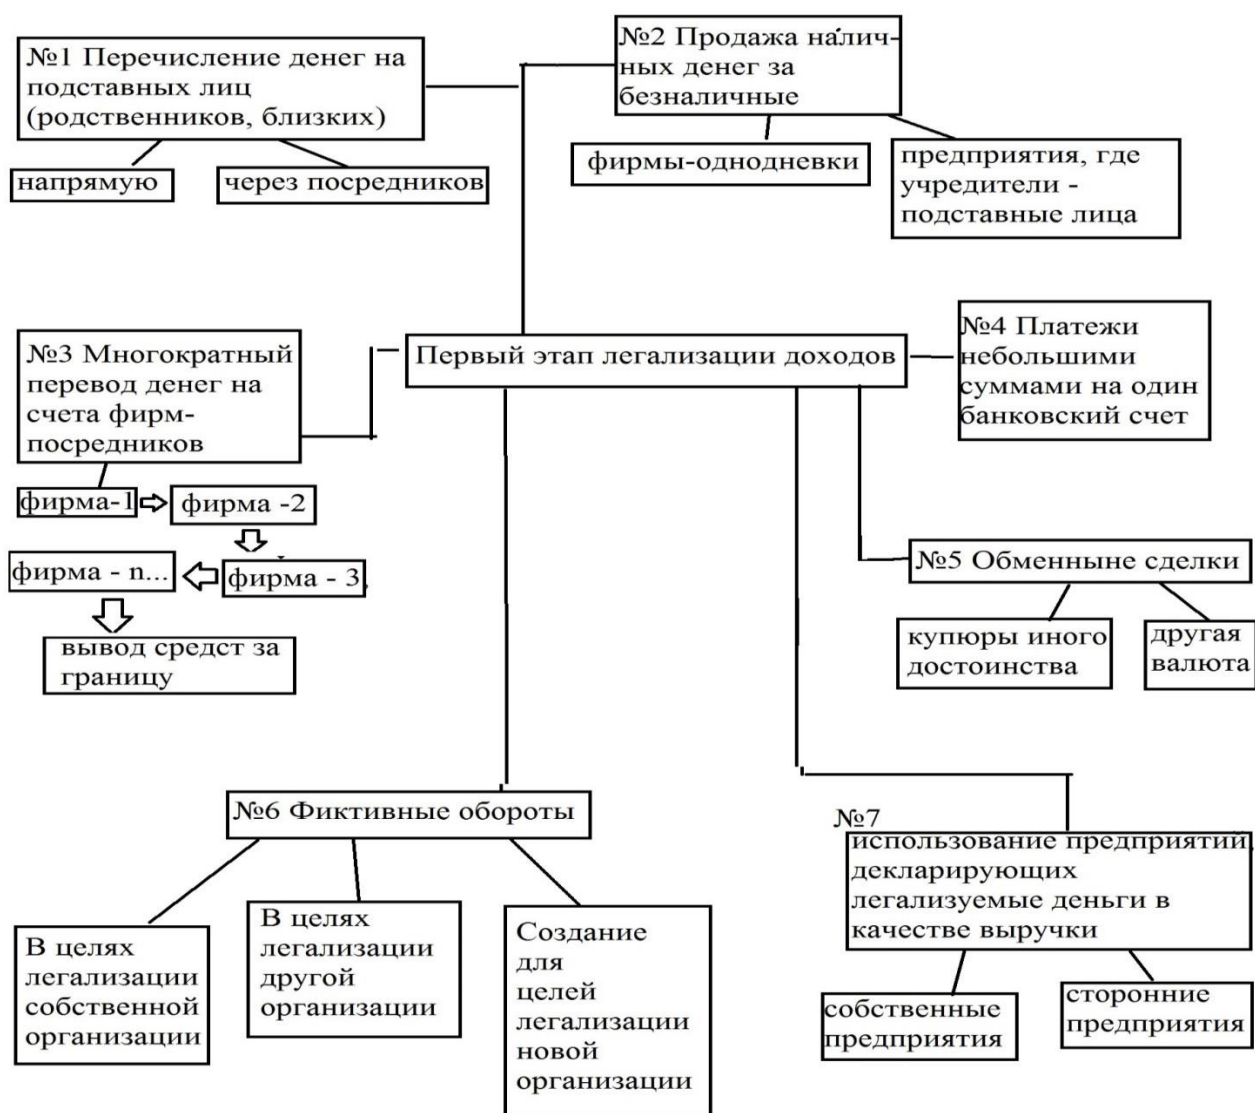 №1 Перечисление денег на
подставных лиц
(родственников, близких)
напрямую
через посредников
№2 Продажа налич-
ных денег за
безналичные
фирмы-однодневки
предприятия, где
учредители -
подставные лица
№3 Многократный
перевод денег на
счета фирм-
посредников
фирма-1
фирма -2
фирма - 3
фирма - n...
вывод средст за
границу
Первый этап легализации доходов
№4 Платежи
небольшими
суммами на один
банковский счет
№5 Обменныне сделки
купюры иного
достоинства
другая
валюта
№6 Фиктивные обороты
В целях
легализации
собственной
организации
В целях
легализации
другой
организации
Создание
для
целей
легализации
новой
организации
№7
использование предприятий,
декларирующих
легализуемые деньги в
качестве выручки
собственные
предприятия
сторонние
предприятия